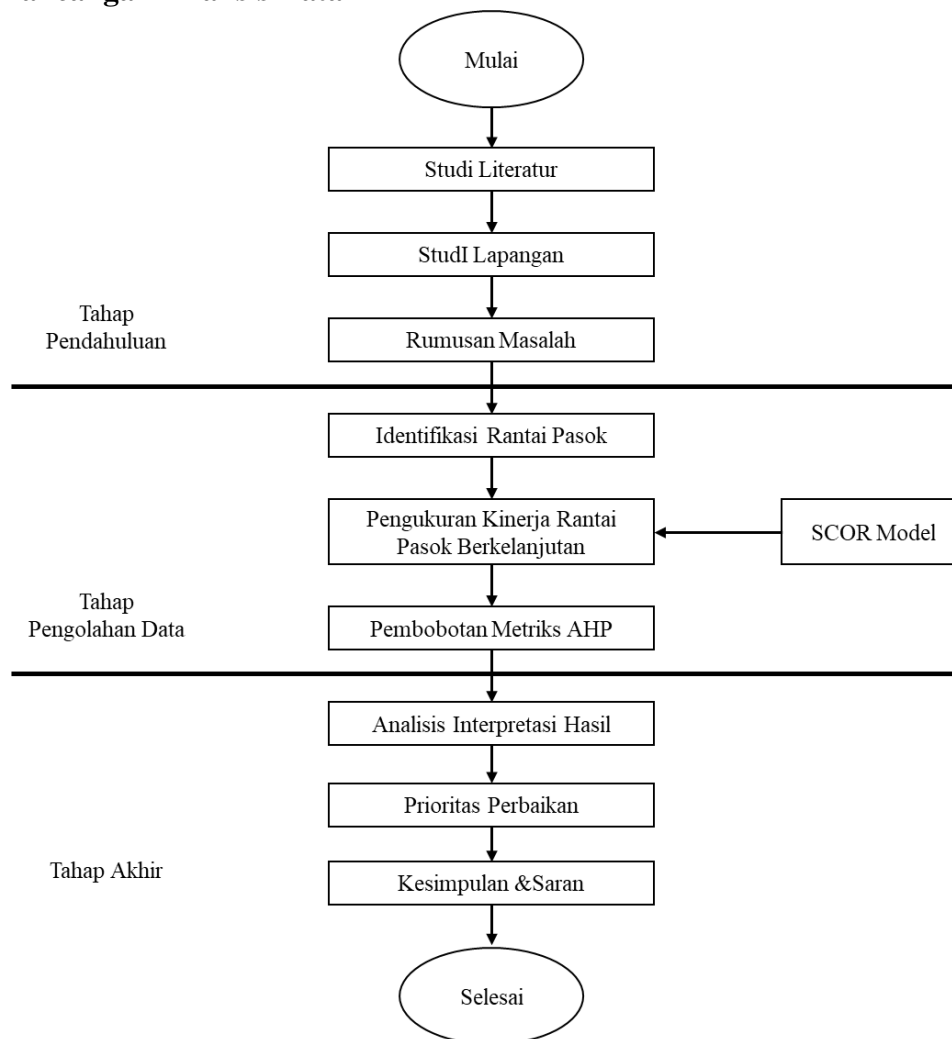 Mulai
Studi Literatur
StudI Lapangan
Tahap
Pendahuluan
Rumusan Masalah
Identifikasi Rantai Pasok
Pengukuran Kinerja Rantai
Pasok Berkelanjutan
SCOR Model
Tahap
Pengolahan Data
Pembobotan Metriks AHP
Analisis Interpretasi Hasil
Prioritas Perbaikan
Tahap Akhir
Kesimpulan &Saran
Selesai